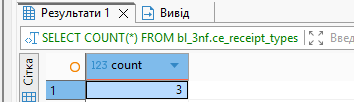 Результати 1 Вивід
SELECT COUNT(*) FROM bl_3nf.ce_receipt_types Введ
Сітка
123 count
1 3